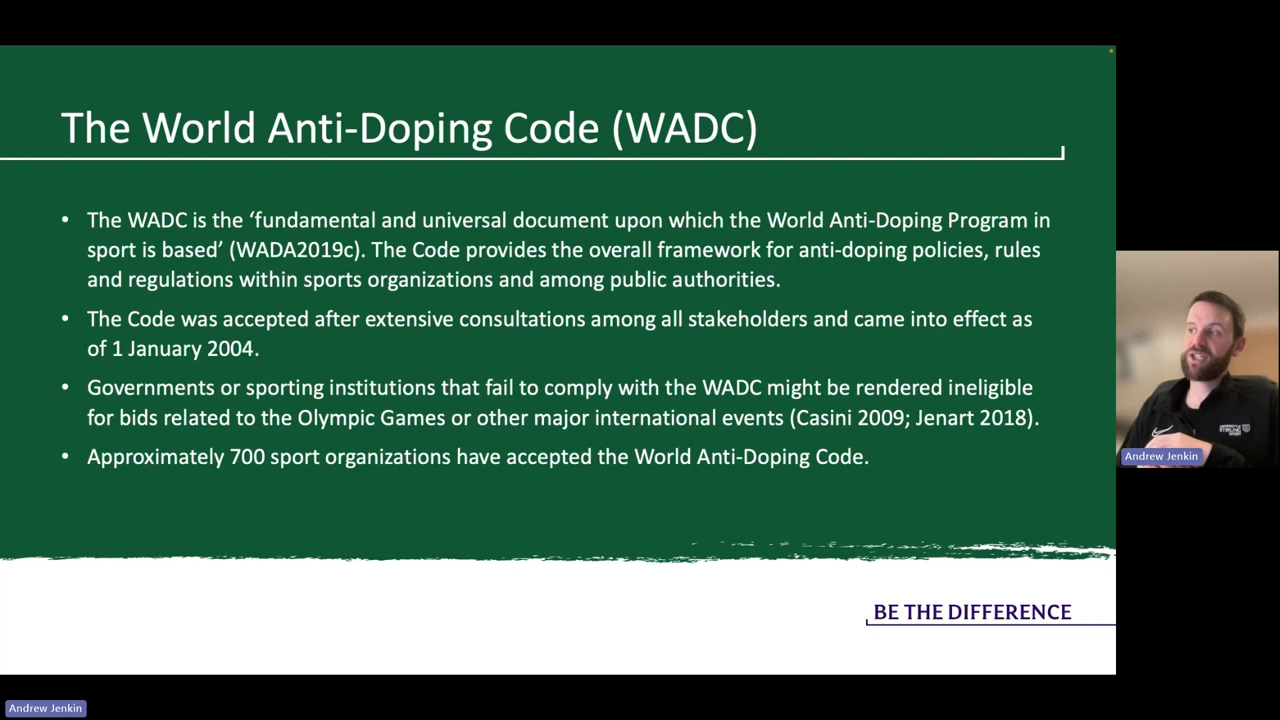 The World Anti-Doping Code (WADC)
• The WADC is the ‘fundamental and universal document upon which the World Anti-Doping Program in
sport is based’ (WADA2019c). The Code provides the overall framework for anti-doping policies, rules
and regulations within sports organizations and among public authorities.
• The Code was accepted after extensive consultations among all stakeholders and came into effect as
of 1 January 2004.
• Governments or sporting institutions that fail to comply with the WADC might be rendered ineligible
for bids related to the Olympic Games or other major international events (Casini 2009; Jenart 2018).
• Approximately 700 sport organizations have accepted the World Anti-Doping Code.
BE THE DIFFERENCE
STIRLING
Andrew Jenkin
Andrew Jenkin